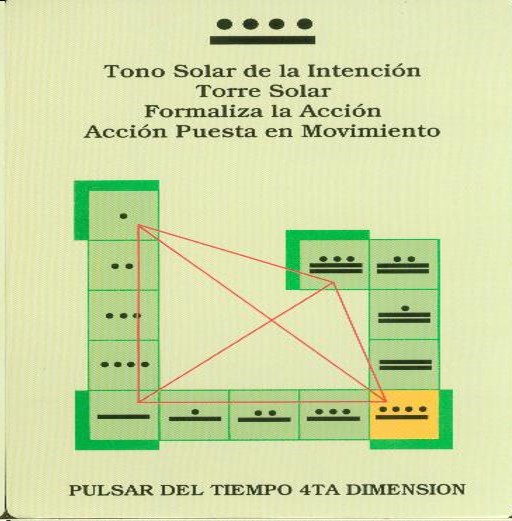 Tono Solar de la Intención
Torre Solar
Formaliza la Acción
Acción Puesta en Movimiento
PULSAR DEL TIEMPO 4TA DIMENSION